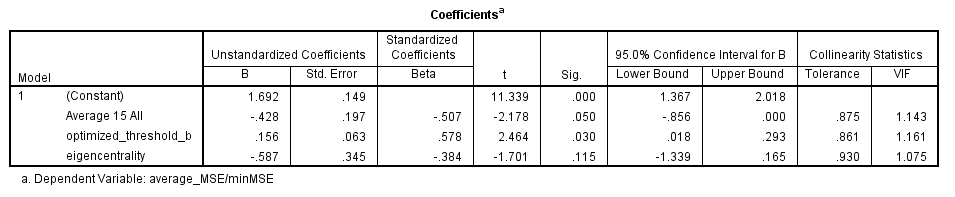 Coefficientsa
Unstandardized Coefficients Standardized Coefficients 95.0% Confidence Interval for B Collinearity Statistics
Model B Std. Error Beta t Sig. Lower Bound Upper Bound Tolerance VIF
1 (Constant) 1.692 .149 11.339 .000 1.367 2.018
Average 15 All -.428 .197 -.507 -2.178 .050 -.856 .000 .875 1.143
optimized_threshold_b .156 .063 .578 2.464 .030 .018 .293 .861 1.161
eigencentrality -.587 .345 -.384 -1.701 .115 -1.339 .165 .930 1.075
a. Dependent Variable: average_MSE/minMSE